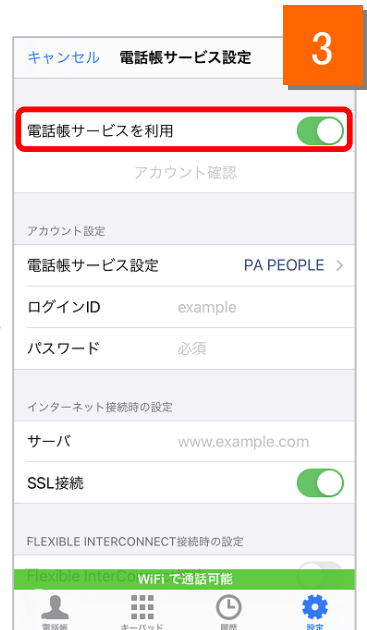 3
キャンセル 電話帳サービス設定
電話帳サービスを利用
アカウント確認
アカウント設定
電話帳サービス設定 PA PEOPLE >
ログインID example
パスワード 必須
インターネット接続時の設定
サーバ www.example.com
SSL接続
FLEXIBLE INTERCONNECT接続時の設定
WiFi で通話可能
電話帳 キーパッド 履歴 設定